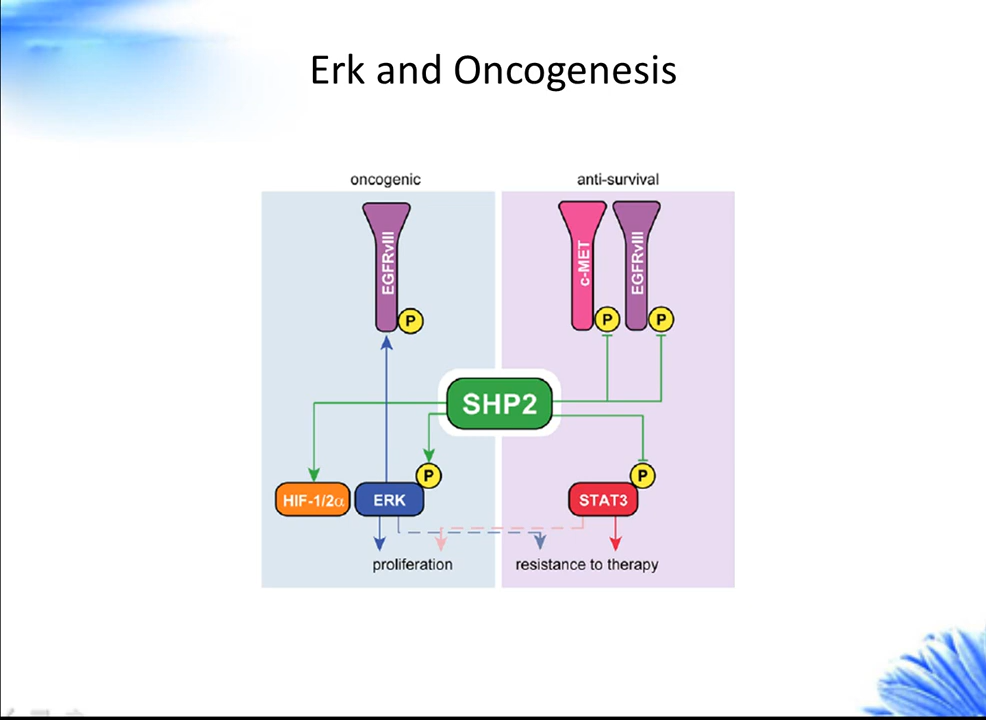 Erk and Oncogenesis
oncogenic
anti-survival
EGFRvIII
P
c-MET
P
EGFRvIII
P
SHP2
HIF-1/2α
ERK
P
STAT3
P
proliferation
resistance to therapy